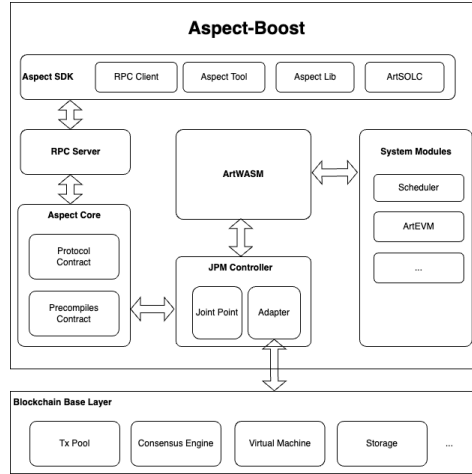 Aspect-Boost
Aspect SDK
RPC Client
Aspect Tool
Aspect Lib
ArtSOLC
RPC Server
ArtWASM
System Modules
Scheduler
ArtEVM
...
Aspect Core
Protocol
Contract
Precompiles
Contract
JPM Controller
Joint Point
Adapter
Blockchain Base Layer
Tx Pool
Consensus Engine
Virtual Machine
Storage
...